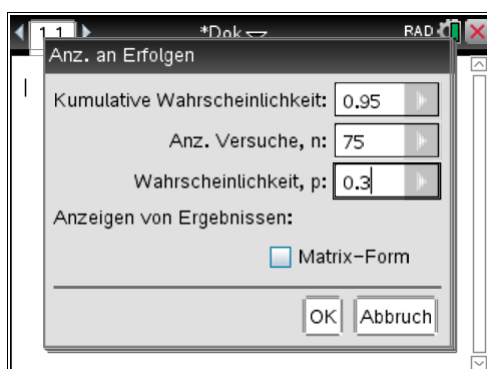 1.1 *Dok RAD
Anz. an Erfolgen
Kumulative Wahrscheinlichkeit: 0.95
Anz. Versuche, n: 75
Wahrscheinlichkeit, p: 0.3
Anzeigen von Ergebnissen:
Matrix-Form
OK Abbruch